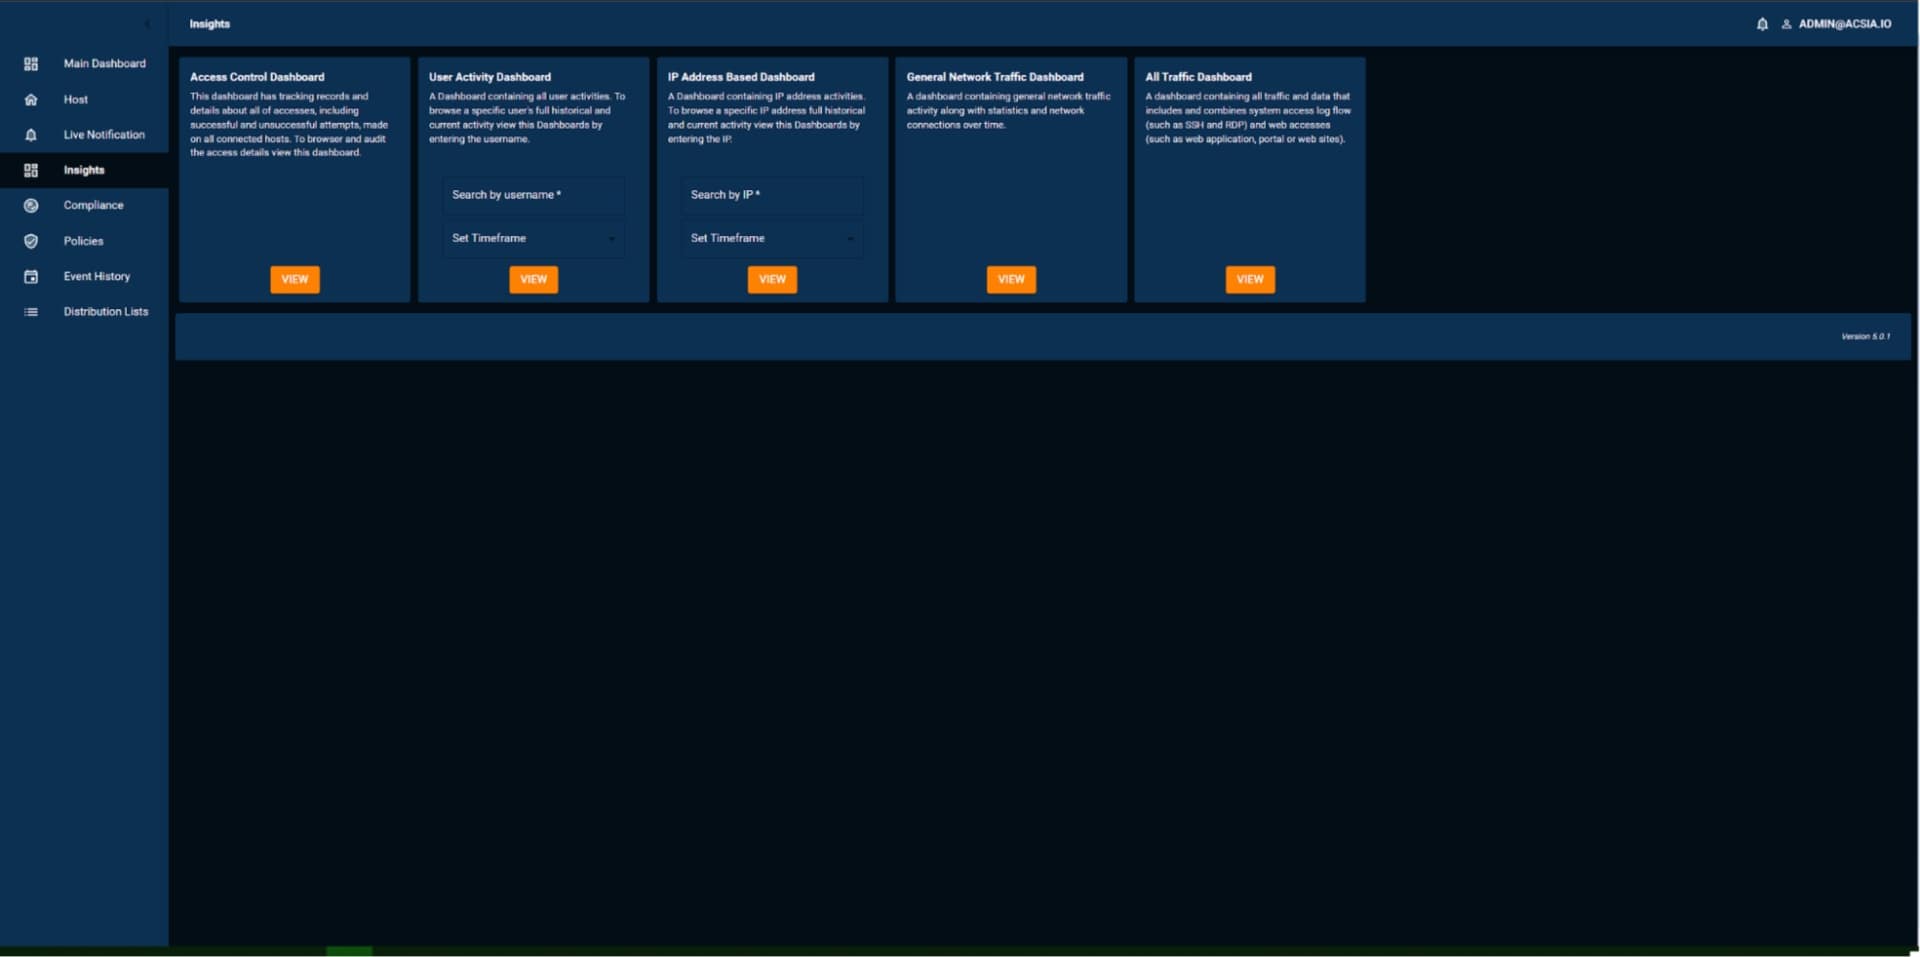 Insights
ADMIN@ACSIA.IO
Main Dashboard
Host
Live Notification
Insights
Compliance
Policies
Event History
Distribution Lists
Access Control Dashboard
This dashboard has tracking records and
details about all of accesses, including
successful and unsuccessful attempts, made
on all connected hosts. To browser and audit
the access details view this dashboard.
VIEW
User Activity Dashboard
A Dashboard containing all user activities. To
browse a specific user's full historical and
current activity view this Dashboards by
entering the username.
Search by username *
Set Timeframe
VIEW
IP Address Based Dashboard
A Dashboard containing IP address activities.
To browse a specific IP address full historical
and current activity view this Dashboards by
entering the IP.
Search by IP *
Set Timeframe
VIEW
General Network Traffic Dashboard
A dashboard containing general network traffic
activity along with statistics and network
connections over time.
VIEW
All Traffic Dashboard
A dashboard containing all traffic and data that
includes and combines system access log flow
(such as SSH and RDP) and web accesses
(such as web application, portal or web sites).
VIEW
Version 5.0.1